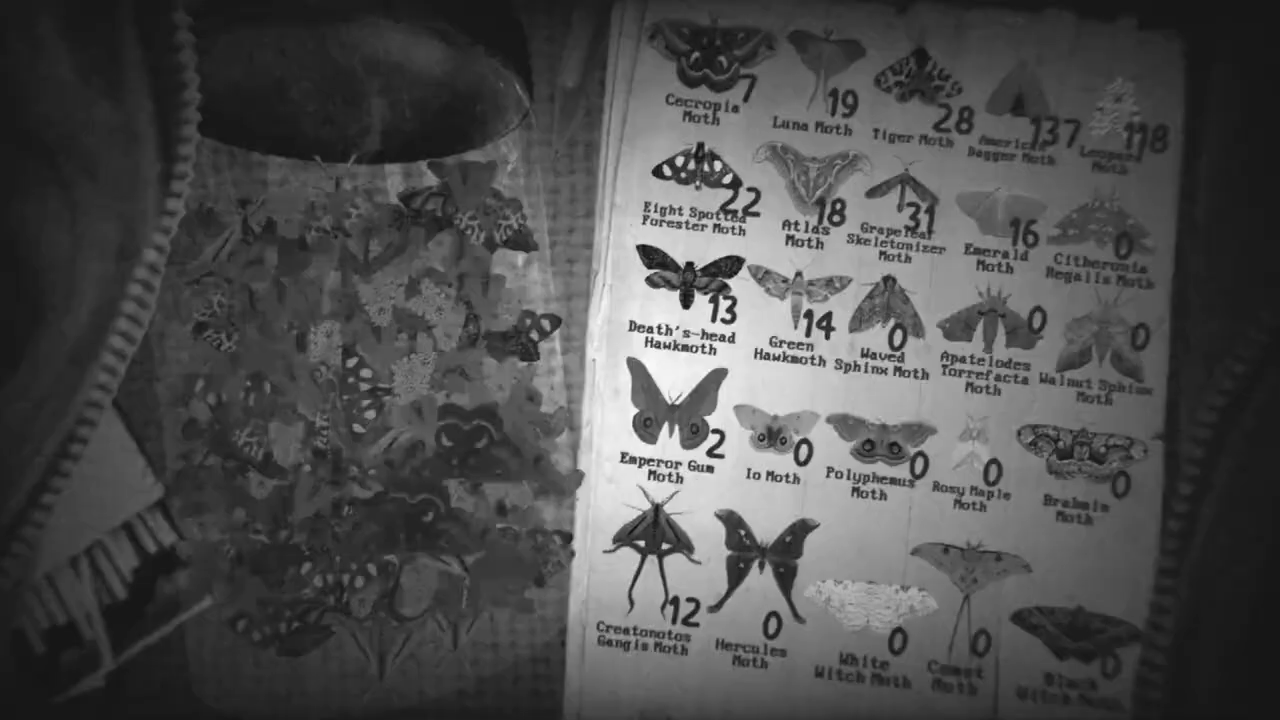 7 19 28 137 118
Cecropia Luna Moth Tiger Moth American Leopard
Moth Dagger Moth Moth
22 18 31 16 0
Eight Spotted Atlas Grapeleaf Emerald Citheronia
Forester Moth Moth Skeletonizer Moth Regalis Moth
Moth
13 14 0 0 0
Death's-head Green Waved Apatelodes Walnut Sphinx
Hawkmoth Hawkmoth Sphinx Moth Torrefacta Moth
Moth
2 0 0 0 0
Emperor Gum Io Moth Polyphemus Rosy Maple Brahmin
Moth Moth Moth Moth
12 0 0 0 0
Creatonotos Hercules White Comet Black
Gangis Moth Moth Witch Moth Moth Witch Moth